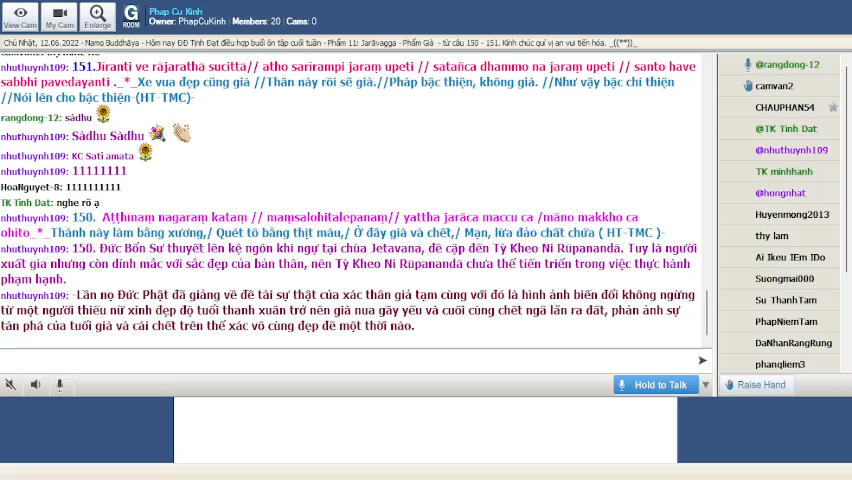 View Cam
My Cam
Enlarge
G
ROOM
Phap Cu Kinh
Owner: PhapCuKinh | Members: 20 | Cams: 0
Chủ Nhật, 12.06.2022 - Namo Buddhāya - Hôm nay ĐĐ Tịnh Đạt điều hợp buổi ôn tập cuối tuần - Phẩm 11: Jarāvagga - Phẩm Già - từ câu 150 - 151. Kính chúc quí vị an vui tiến hóa. _((**))_
nhuthuynh109: 151.Jiranti ve rājarathā sucittā// atho sarirampi jaraṃ upeti // satañca dhammo na jaraṃ upeti // santo have
sabbhi pavedayanti ._*_Xe vua đẹp cũng già //Thân này rồi sẽ già.//Pháp bậc thiện, không già. //Như vậy bậc chí thiện
//Nói lên cho bậc thiện-(HT-TMC)-
rangdong-12: sādhu
nhuthuynh109: Sādhu Sādhu
nhuthuynh109: KC Sati amata
nhuthuynh109: 11111111
HoaNguyet-8: 1111111111
TK Tinh Dat: nghe rõ ạ
nhuthuynh109: 150. Aṭṭhinaṃ nagaraṃ kataṃ // maṃsalohitalepanaṃ// yattha jarāca maccu ca /māno makkho ca
ohito_*_Thành này làm bằng xương,/ Quét tô bằng thịt máu,/ Ở đây già và chết,/ Mạn, lừa đảo chất chứa ( HT-TMC )-
nhuthuynh109: 150. Đức Bổn Sư thuyết lên kệ ngôn khi ngự tại chùa Jetavana, đề cập đến Tỳ Kheo Ni Rūpananda. Tuy là người
xuất gia nhưng còn dính mắc với sắc đẹp của bản thân, nên Tỳ Kheo Ni Rūpananda chưa thể tiến triển trong việc thực hành
phạm hạnh.
nhuthuynh109: -Lần nọ Đức Phật đã giảng về đề tài sự thật của xác thân giả tạm cùng với đó là hình ảnh biến đổi không ngừng
từ một người thiếu nữ xinh đẹp độ tuổi thanh xuân trở nên già nua gầy yếu và cuối cùng chết ngã lăn ra đất, phản ảnh sự
tàn phá của tuổi già và cái chết trên thể xác vô cùng đẹp đẽ một thời nào.
@rangdong-12
camvan2
CHAUPHAN54
@TK Tinh Dat
@nhuthuynh109
TK minhhanh
@hongnhat
Huyenmong2013
thy lam
Ai Ikeu IEm IDo
Suongmai000
Su ThanhTam
PhapNiemTam
DaNhanRangRung
phanqliem3
Hold to Talk
Raise Hand